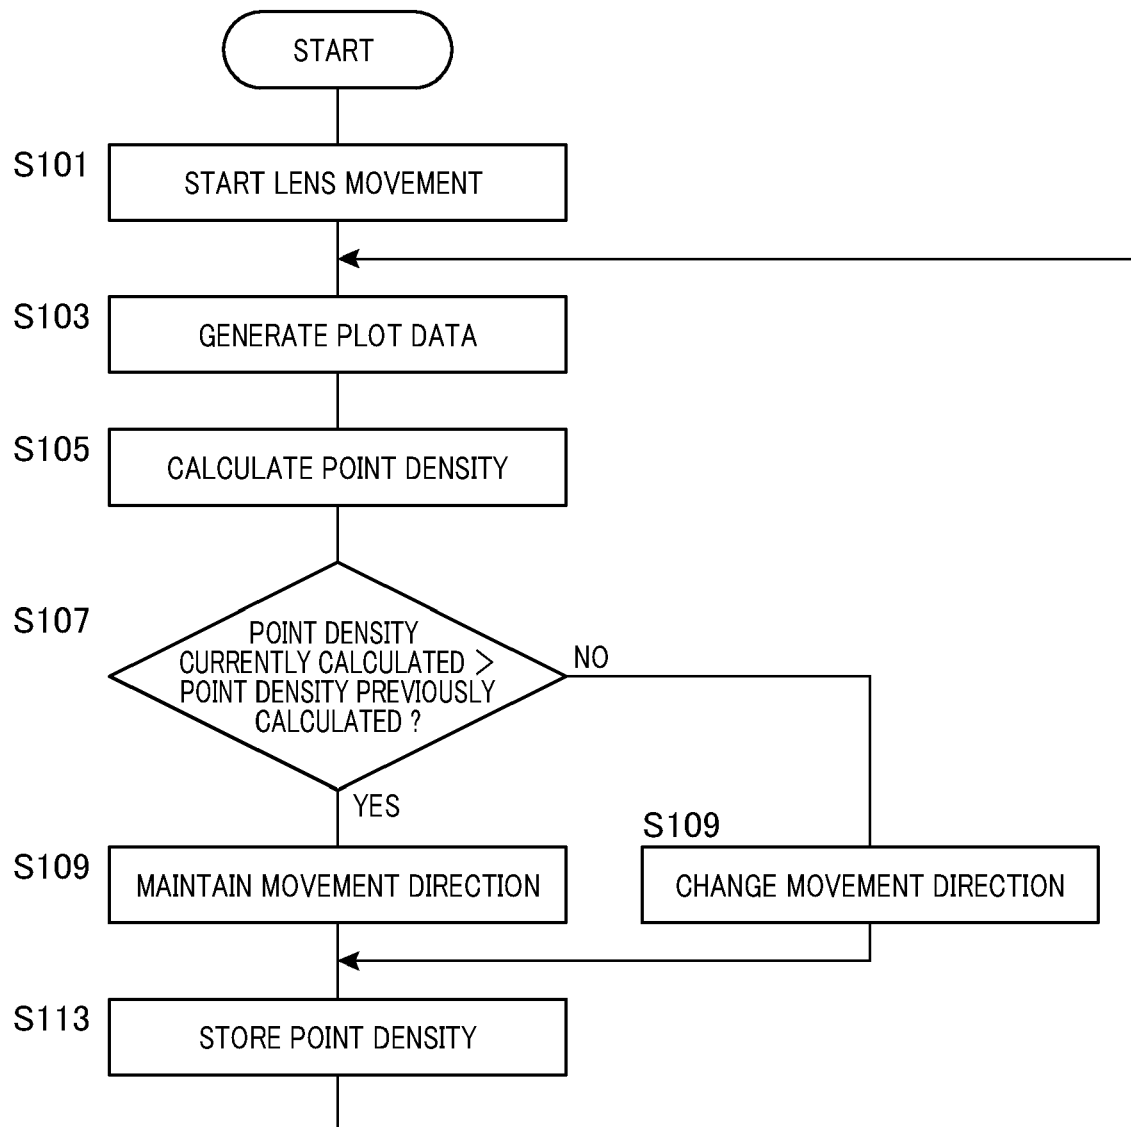 START
S101
START LENS MOVEMENT
S103
GENERATE PLOT DATA
S105
CALCULATE POINT DENSITY
S107
POINT DENSITY
CURRENTLY CALCULATED >
POINT DENSITY PREVIOUSLY
CALCULATED ?
NO
YES
S109
MAINTAIN MOVEMENT DIRECTION
S109
CHANGE MOVEMENT DIRECTION
S113
STORE POINT DENSITY